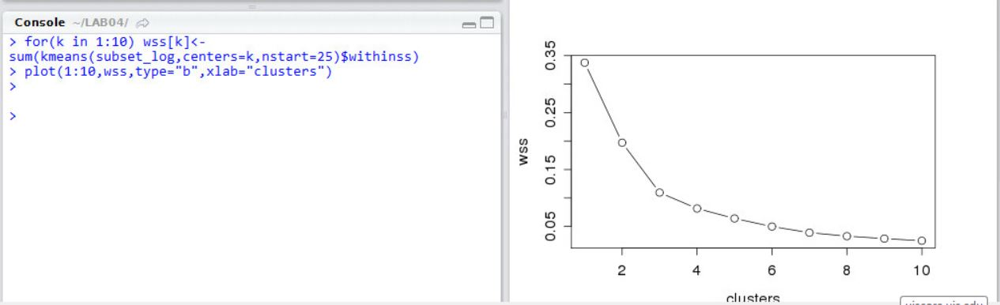 Console ~/LAB04/
> for(k in 1:10) wss[k]<-
sum(kmeans(subset_log,centers=k,nstart=25)$withinss)
> plot(1:10,wss,type="b",xlab="clusters")
>
>
wss
0.35
0.25
0.15
0.05
2 4 6 8 10
clusters